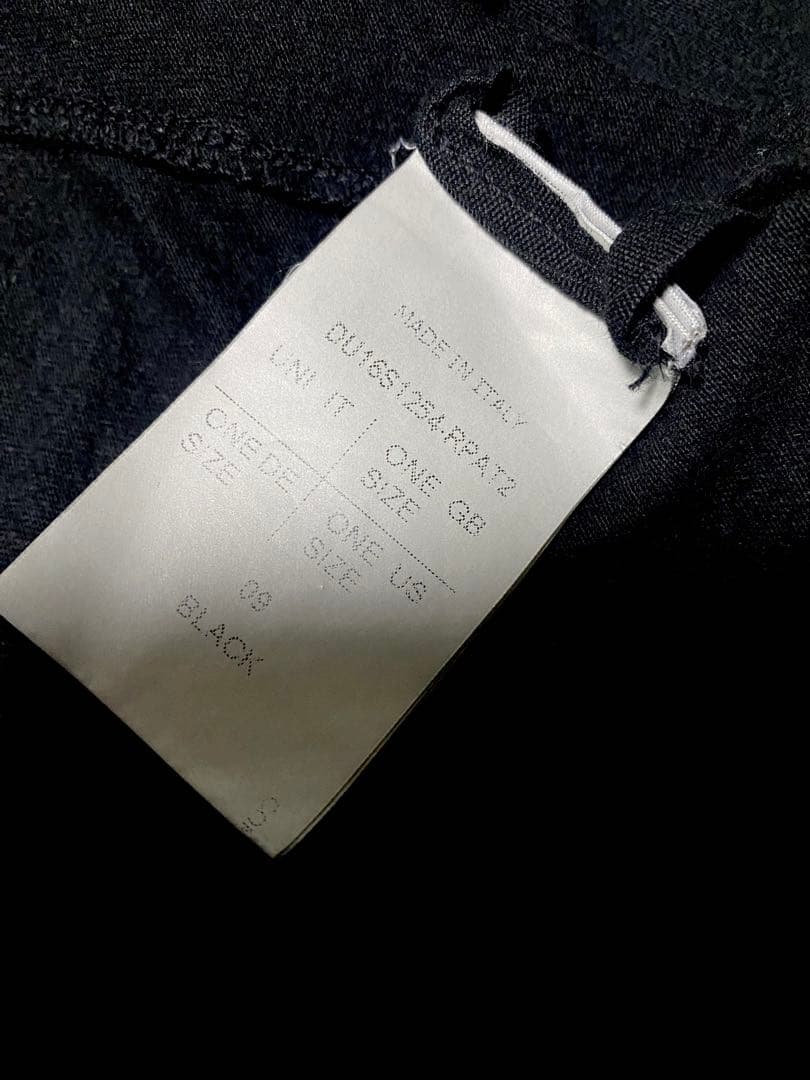 MADE IN ITALY
DU16S1254.RPAT2
UNI IT
ONE GB
SIZE
ONE DE
SIZE
ONE US
SIZE
09
BLACK